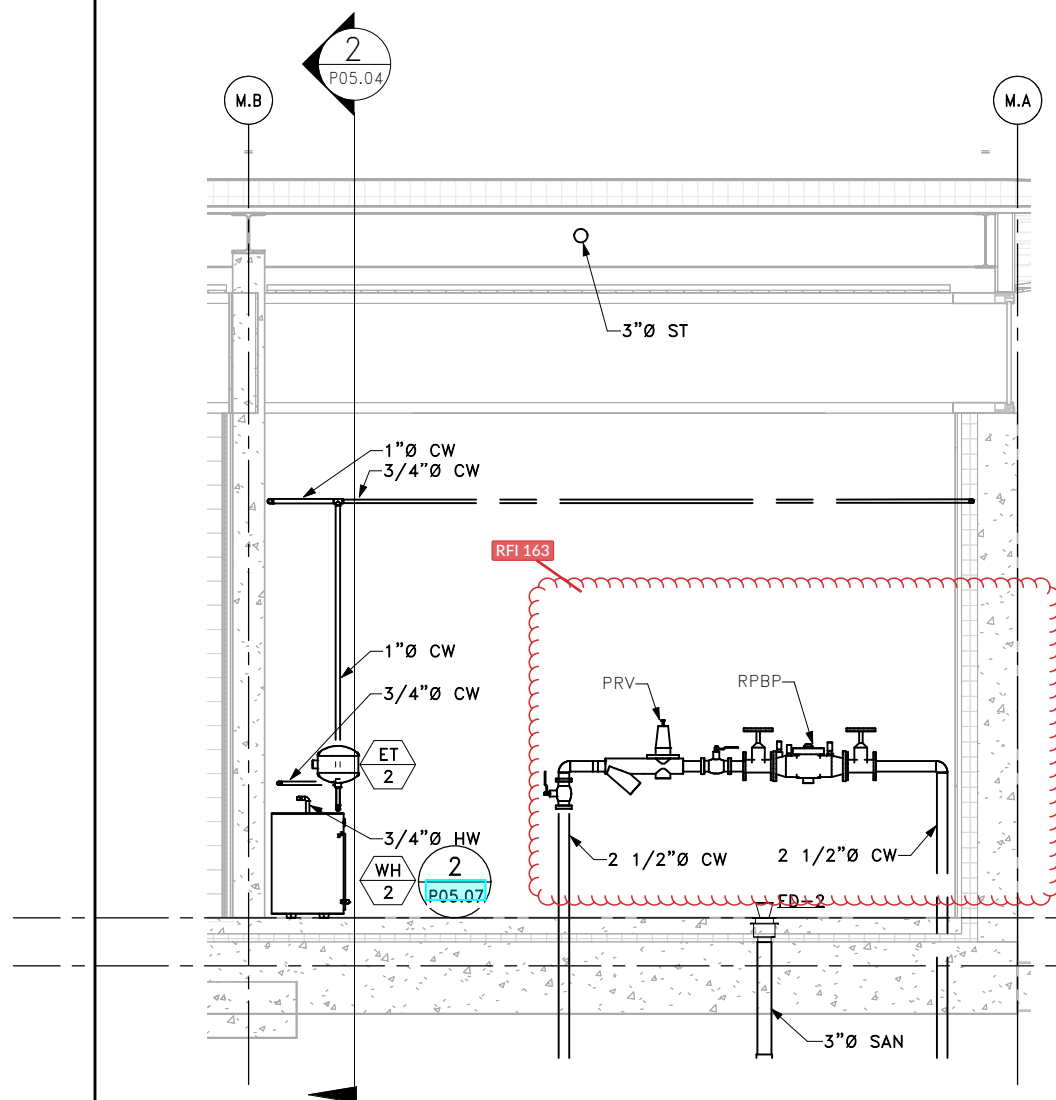 2
P05.04
M.B
M.A
3"Ø ST
1"Ø CW
3/4"Ø CW
RFI 163
1"Ø CW
3/4"Ø CW
PRV
RPBP
ET
2
3/4"Ø HW
2 1/2"Ø CW
2 1/2"Ø CW
WH
2
2
P05.07
FD-2
3"Ø SAN